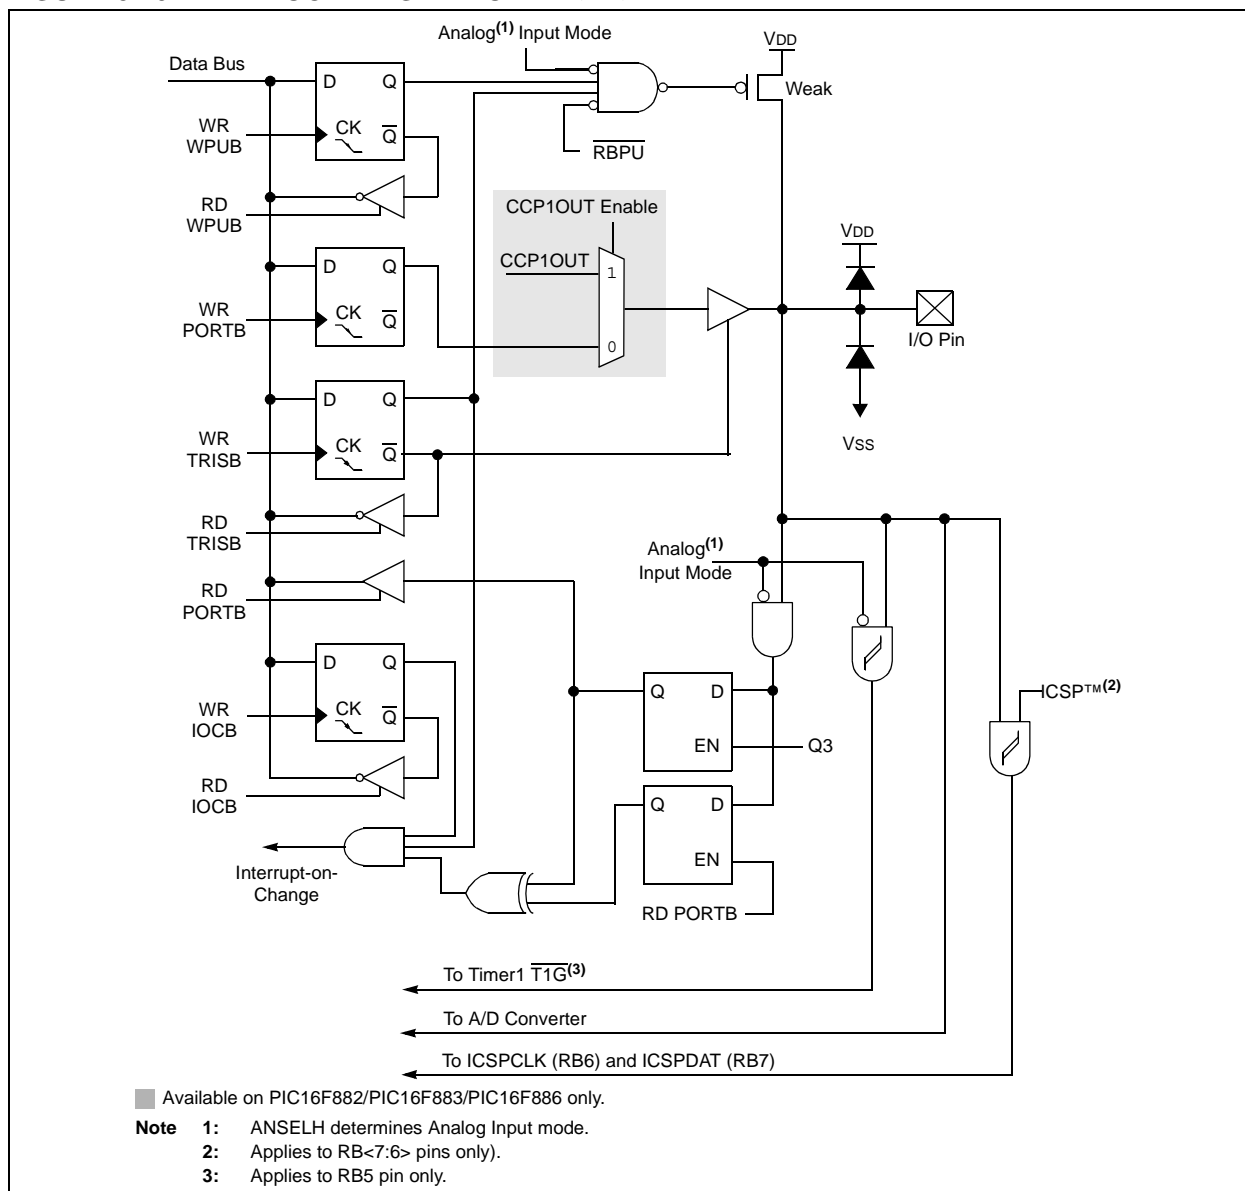 Analog(1) Input Mode
VDD
Data Bus
D Q
Weak
WR
WPUB
CK Q
RBPU
RD
WPUB
CCP1OUT Enable
VDD
D Q
CCP1OUT
1
WR
PORTB
CK Q
0
I/O Pin
D Q
WR
TRISB
CK Q
VSS
RD
TRISB
Analog(1)
Input Mode
RD
PORTB
D Q
Q D
ICSP™(2)
WR
IOCB
CK Q
EN
Q3
RD
IOCB
Q D
EN
Interrupt-on-
Change
RD PORTB
To Timer1 T1G(3)
To A/D Converter
To ICSPCLK (RB6) and ICSPDAT (RB7)
Available on PIC16F882/PIC16F883/PIC16F886 only.
Note 1: ANSELH determines Analog Input mode.
2: Applies to RB<7:6> pins only).
3: Applies to RB5 pin only.